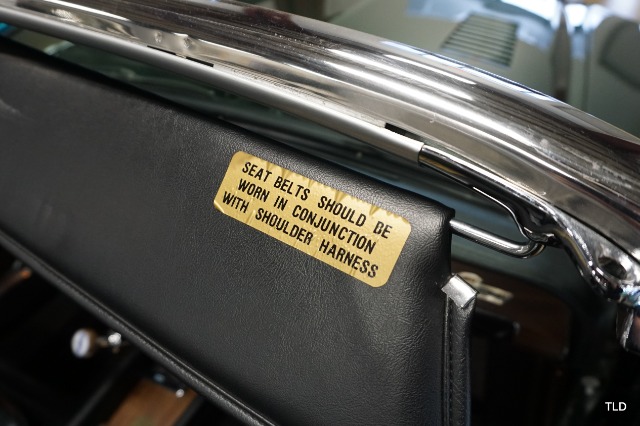 SEAT BELTS SHOULD BE
WORN IN CONJUNCTION
WITH SHOULDER HARNESS
TLD